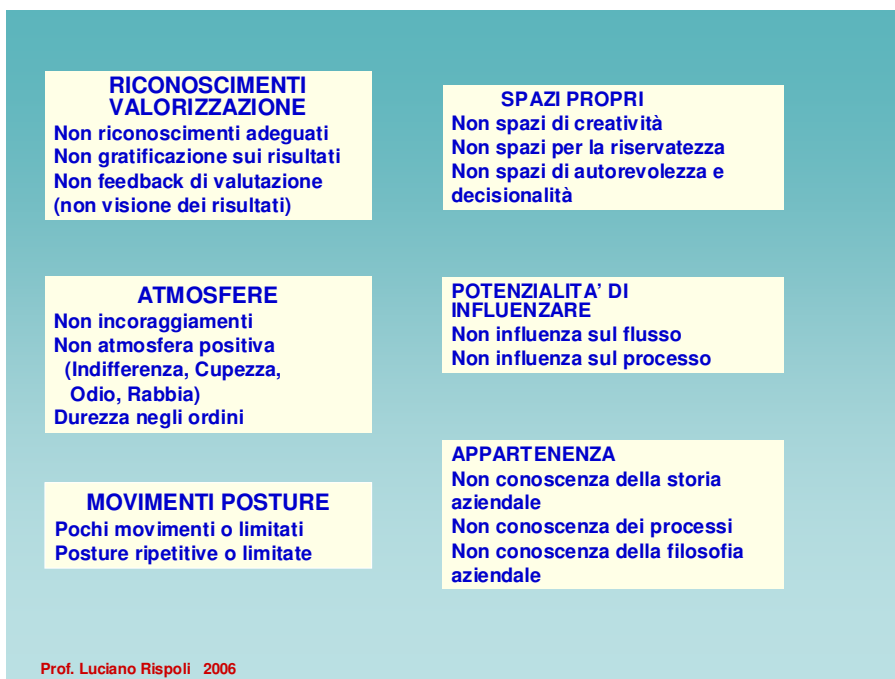 RICONOSCIMENTI
VALORIZZAZIONE
Non riconoscimenti adeguati
Non gratificazione sui risultati
Non feedback di valutazione
(non visione dei risultati)
ATMOSFERE
Non incoraggiamenti
Non atmosfera positiva
(Indifferenza, Cupezza,
Odio, Rabbia)
Durezza negli ordini
MOVIMENTI POSTURE
Pochi movimenti o limitati
Posture ripetitive o limitate
SPAZI PROPRI
Non spazi di creatività
Non spazi per la riservatezza
Non spazi di autorevolezza e
decisionalità
POTENZIALITA' DI
INFLUENZARE
Non influenza sul flusso
Non influenza sul processo
APPARTENENZA
Non conoscenza della storia
aziendale
Non conoscenza dei processi
Non conoscenza della filosofia
aziendale
Prof. Luciano Rispoli 2006